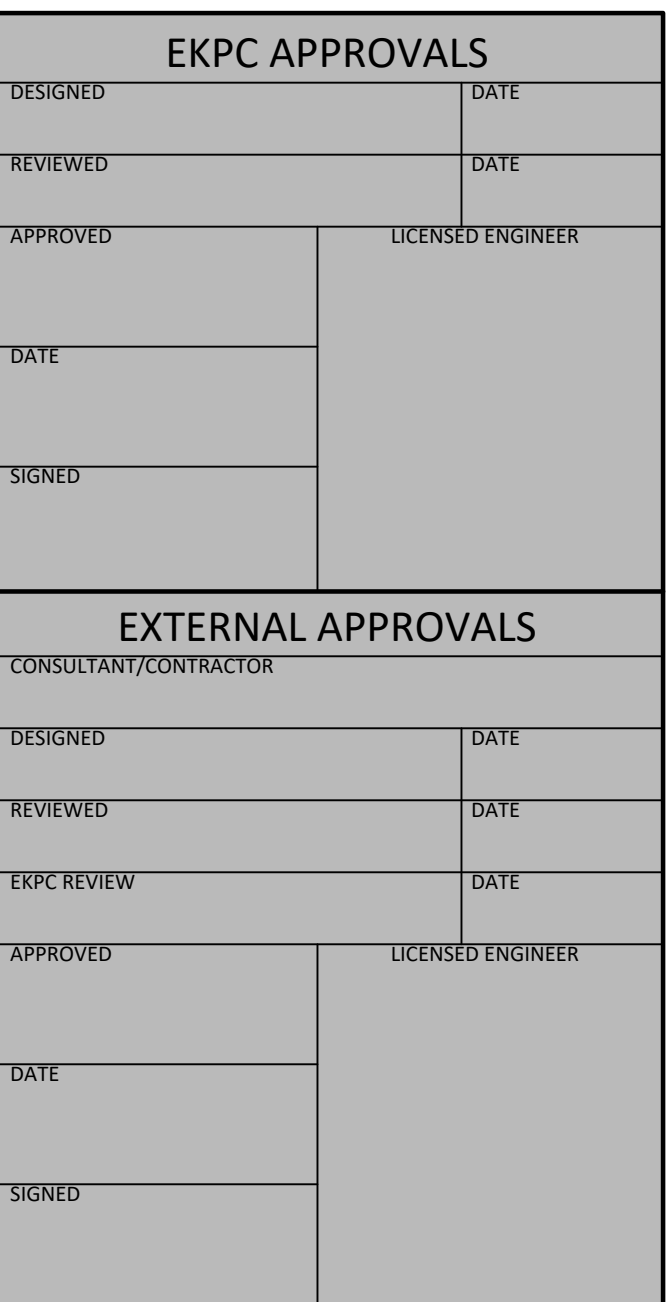 EKPC APPROVALS
DESIGNED DATE
REVIEWED DATE
APPROVED LICENSED ENGINEER
DATE
SIGNED
EXTERNAL APPROVALS
CONSULTANT/CONTRACTOR
DESIGNED DATE
REVIEWED DATE
EKPC REVIEW DATE
APPROVED LICENSED ENGINEER
DATE
SIGNED